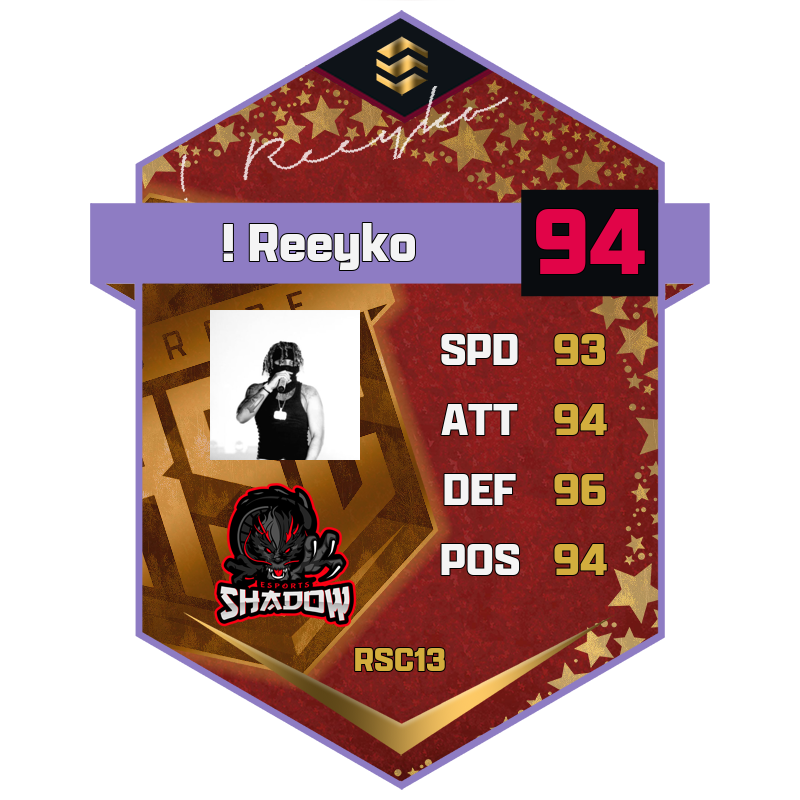 ! Reeyko
! Reeyko
94
SPD 93
ATT 94
DEF 96
POS 94
ESPORTS
SHADOW
RSC13